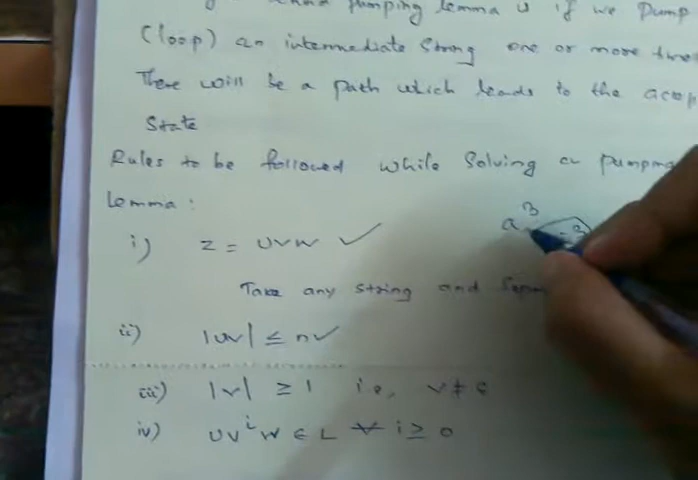 pumping lemma is if we pump
(loop) an intermediate string one or more times
There will be a path which leads to the accep
State
Rules to be followed while Solving a pumping
lemma :
a³
i) z = uvw ✓
Take any string and
ii) |uv| ≤ n ✓
iii) |v| ≥ 1 i.e, v ≠ ε
iv) uvⁱw ∈ L ∀ i ≥ 0